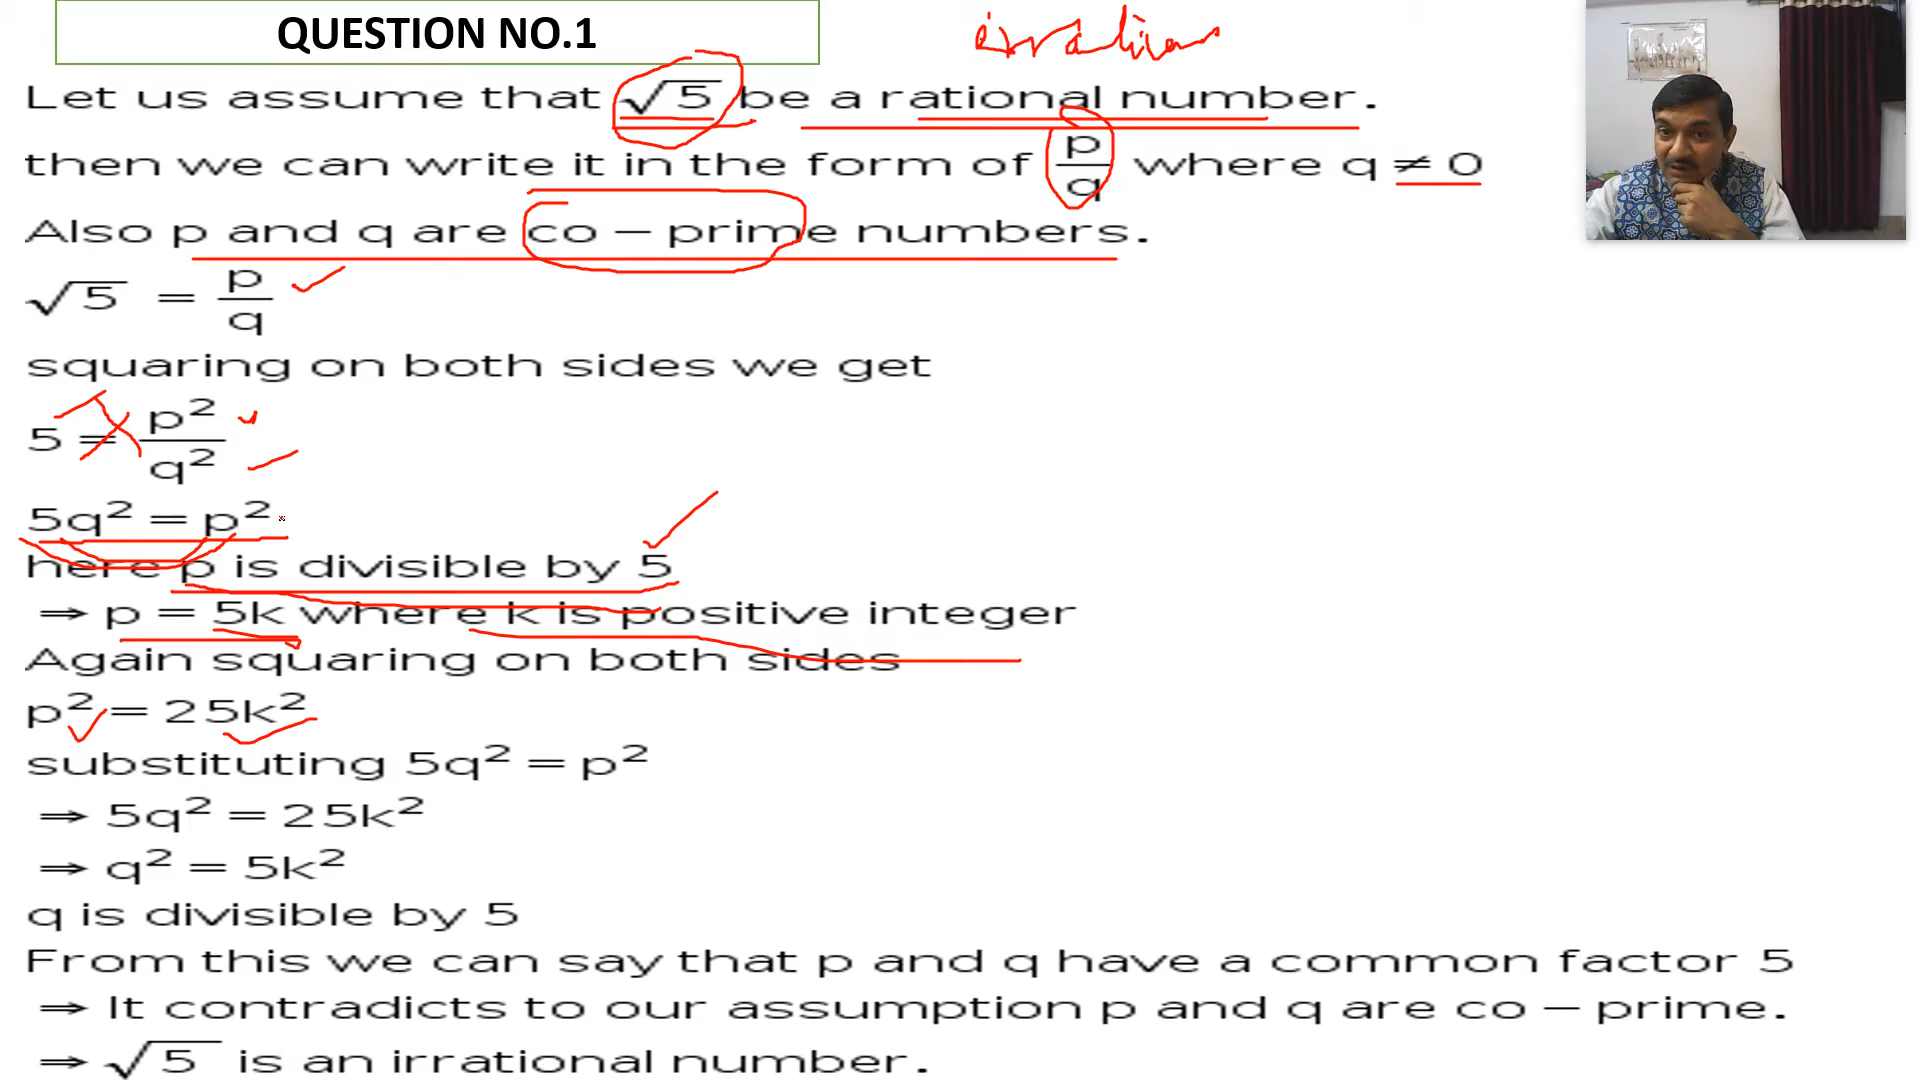 QUESTION NO.1
irration
Let us assume that √5 be a rational number.
then we can write it in the form of p/q where q ≠ 0
Also p and q are co – prime numbers.
√5 = p/q
squaring on both sides we get
5 = p²/q²
5q² = p²
here p is divisible by 5
⇒ p = 5k where k is positive integer
Again squaring on both sides
p² = 25k²
substituting 5q² = p²
⇒ 5q² = 25k²
⇒ q² = 5k²
q is divisible by 5
From this we can say that p and q have a common factor 5
⇒ It contradicts to our assumption p and q are co – prime.
⇒ √5 is an irrational number.